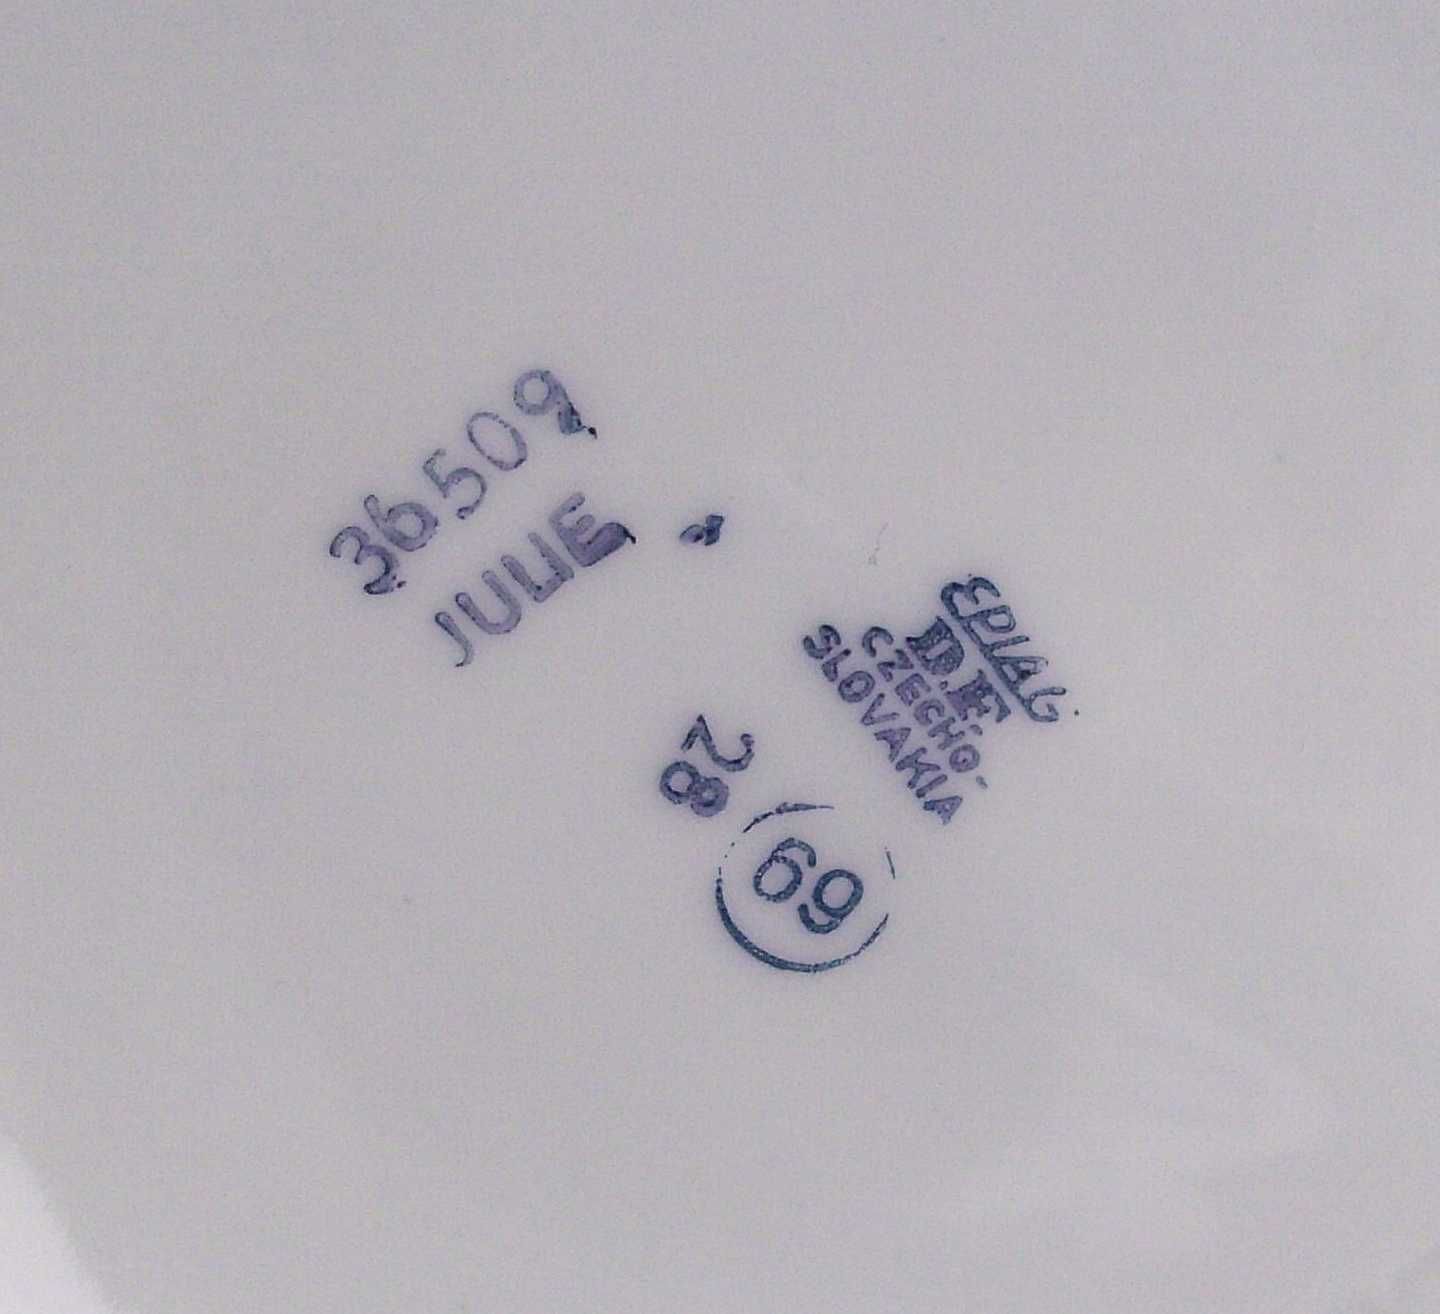 36509
JULIE
EPIAG
D.F.
CZECHO-
SLOVAKIA
28
69